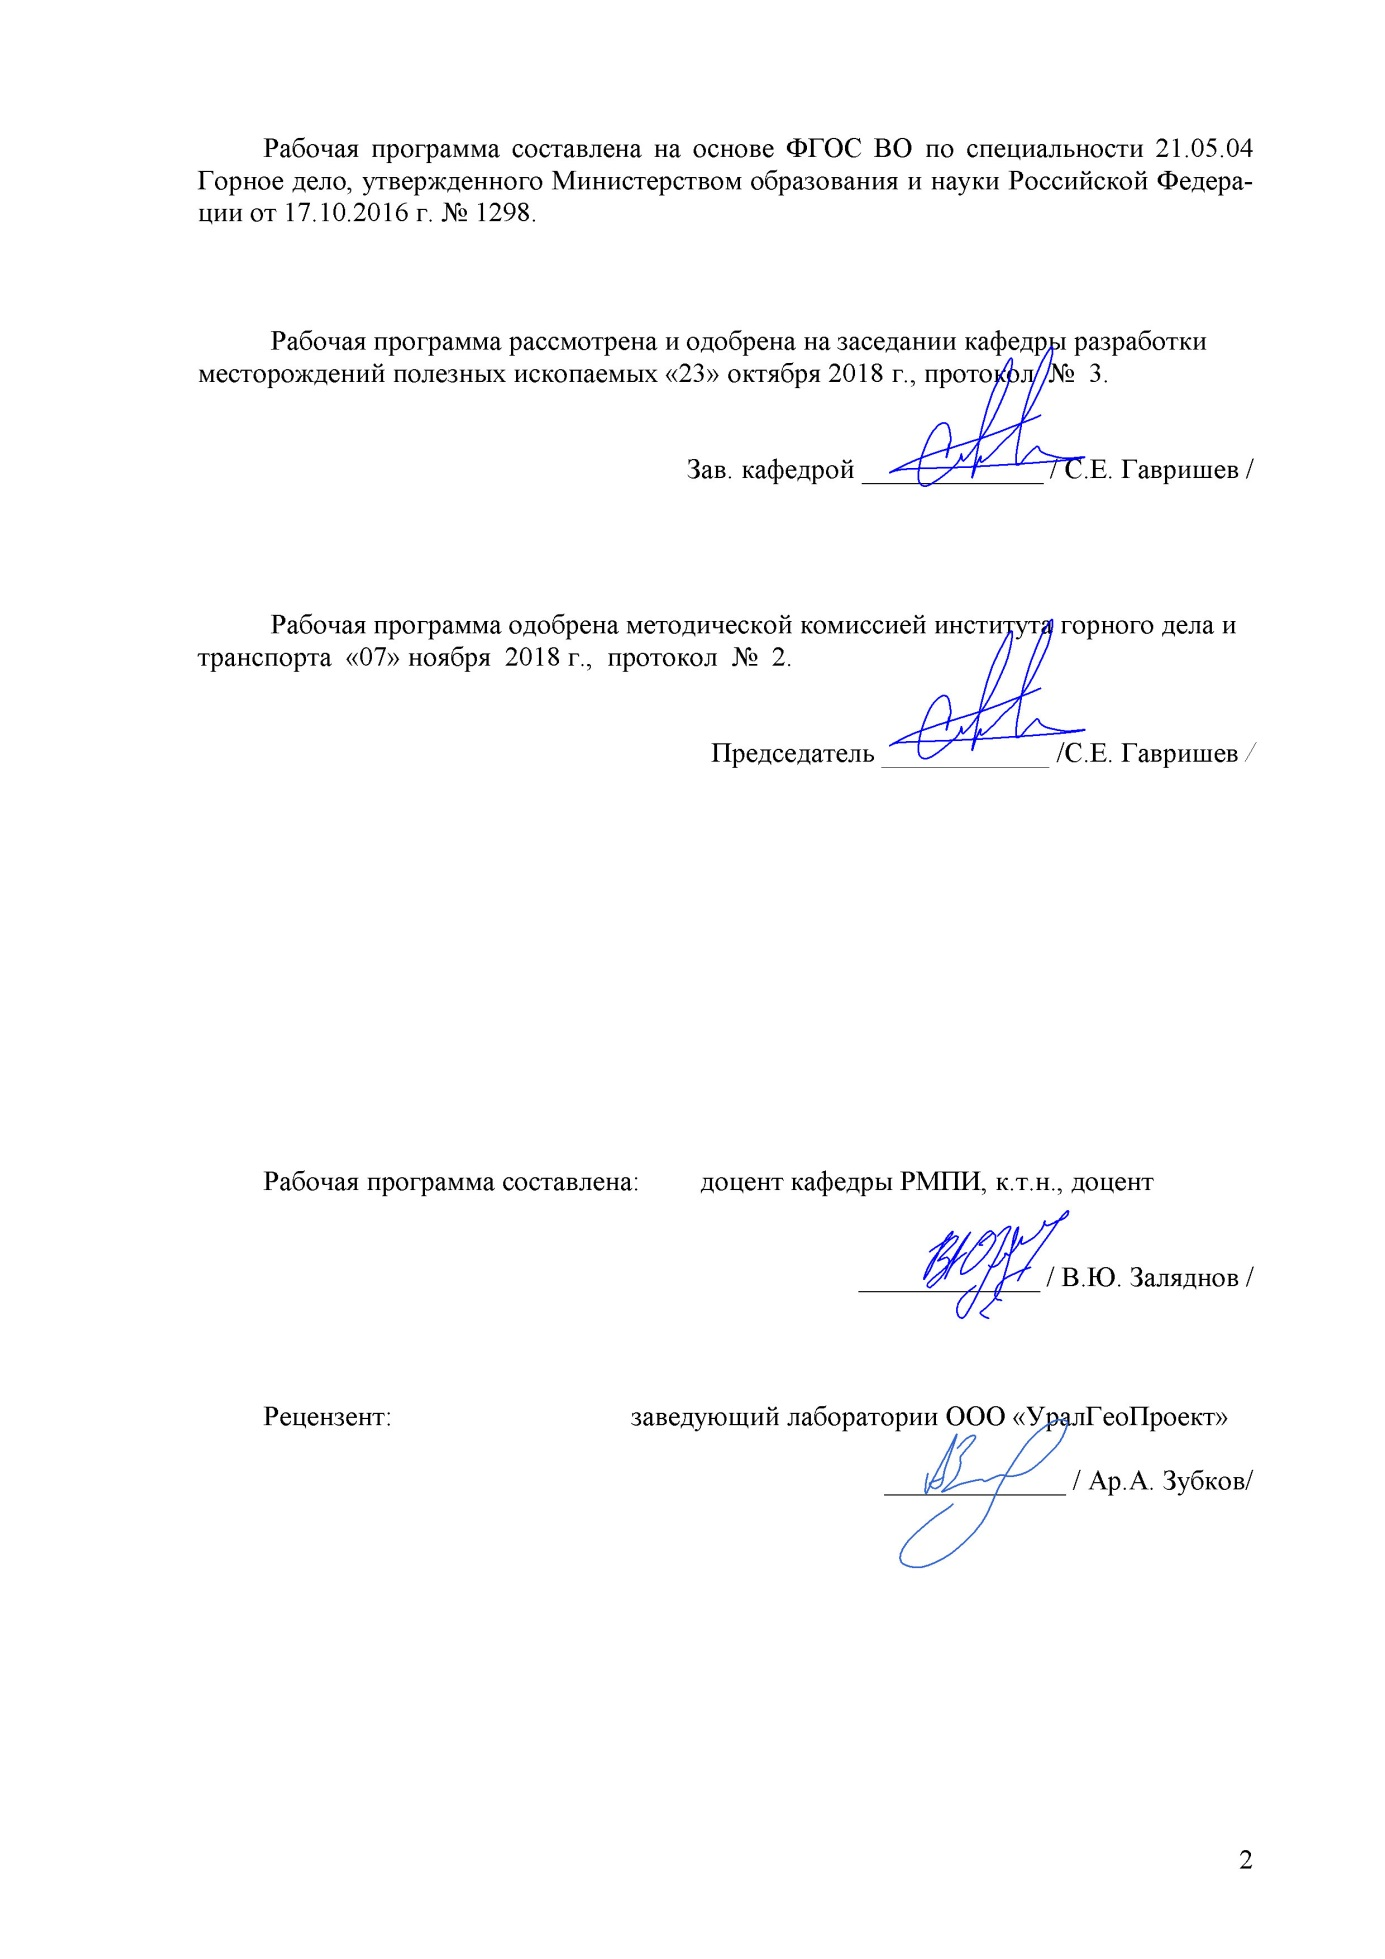 Рабочая программа составлена на основе ФГОС ВО по специальности 21.05.04
Горное дело, утвержденного Министерством образования и науки Российской Федера-
ции от 17.10.2016 г. № 1298.
Рабочая программа рассмотрена и одобрена на заседании кафедры разработки
месторождений полезных ископаемых «23» октября 2018 г., протокол № 3.
Зав. кафедрой _____________ / С.Е. Гавришев /
Рабочая программа одобрена методической комиссией института горного дела и
транспорта «07» ноября 2018 г., протокол № 2.
Председатель ____________ /С.Е. Гавришев /
Рабочая программа составлена: доцент кафедры РМПИ, к.т.н., доцент
_____________ / В.Ю. Заляднов /
Рецензент: заведующий лаборатории ООО «УралГеоПроект»
_____________ / Ар.А. Зубков/
2